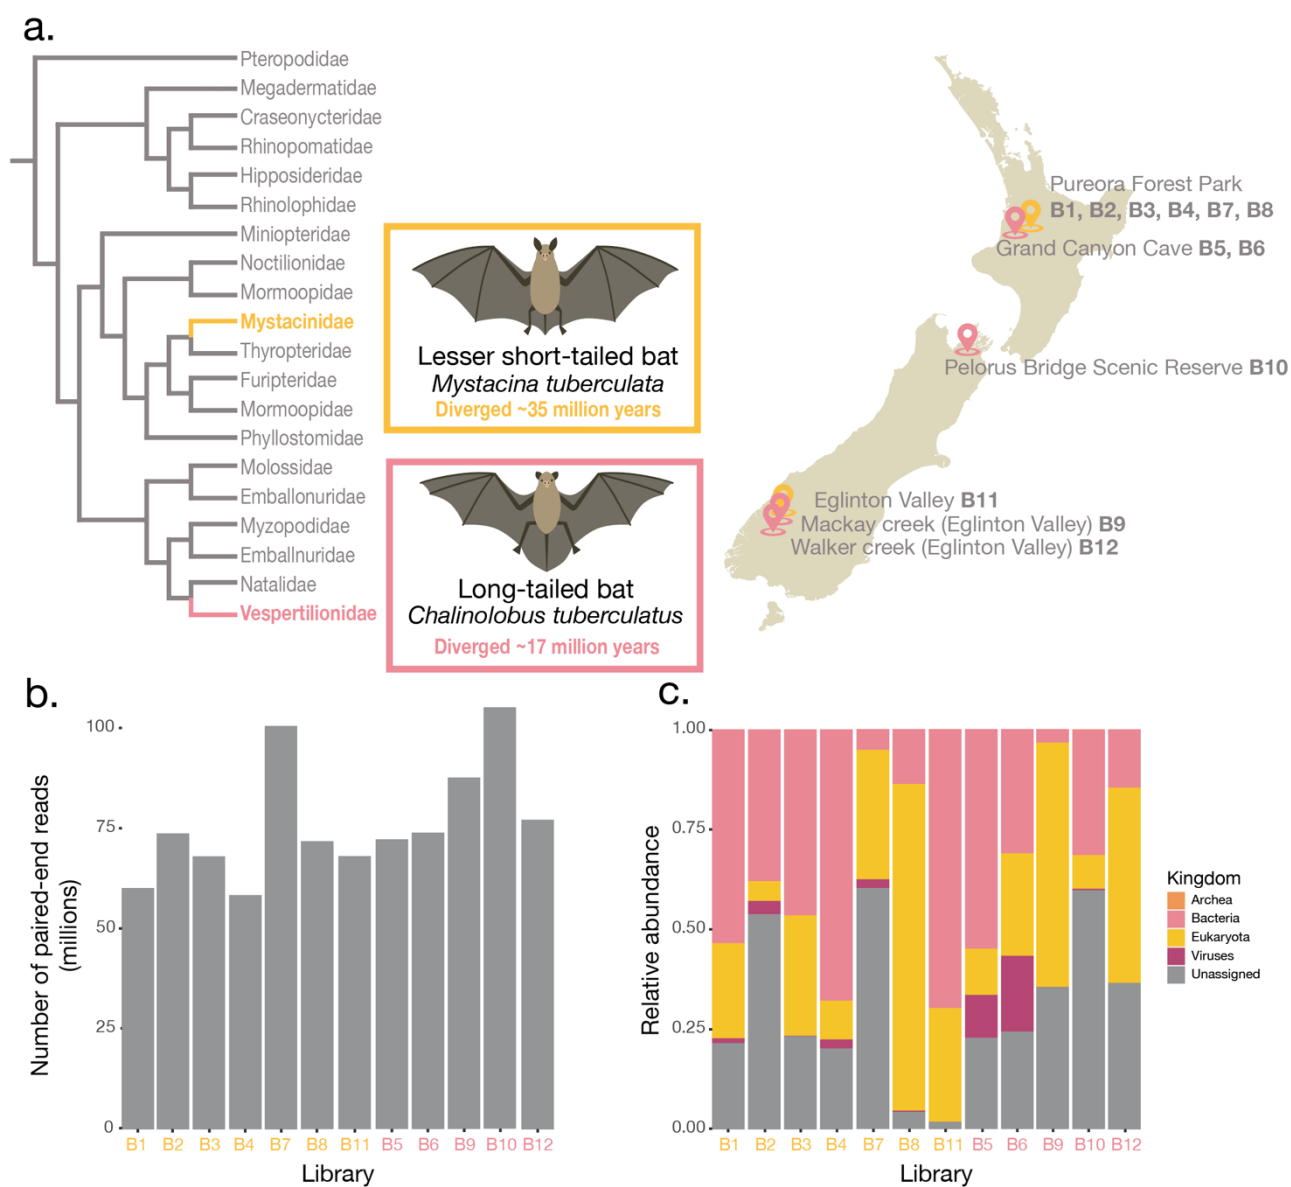 a.
Pteropodidae
Megadermatidae
Craseonycteridae
Rhinopomatidae
Hipposideridae
Rhinolophidae
Miniopteridae
Noctilionidae
Mormoopidae
Mystacinidae
Thyropteridae
Furipteridae
Mormoopidae
Phyllostomidae
Molossidae
Emballonuridae
Myzopodidae
Emballnuridae
Natalidae
Vespertilionidae
Lesser short-tailed bat
Mystacina tuberculata
Diverged ~35 million years
Long-tailed bat
Chalinolobus tuberculatus
Diverged ~17 million years
Pureora Forest Park
B1, B2, B3, B4, B7, B8
Grand Canyon Cave B5, B6
Pelorus Bridge Scenic Reserve B10
Eglinton Valley B11
Mackay creek (Eglinton Valley) B9
Walker creek (Eglinton Valley) B12
b.
Number of paired-end reads
(millions)
100
75
50
25
0
B1 B2 B3 B4 B7 B8 B11 B5 B6 B9 B10 B12
Library
c.
Relative abundance
1.00
0.75
0.50
0.25
0.00
B1 B2 B3 B4 B7 B8 B11 B5 B6 B9 B10 B12
Library
Kingdom
Archea
Bacteria
Eukaryota
Viruses
Unassigned